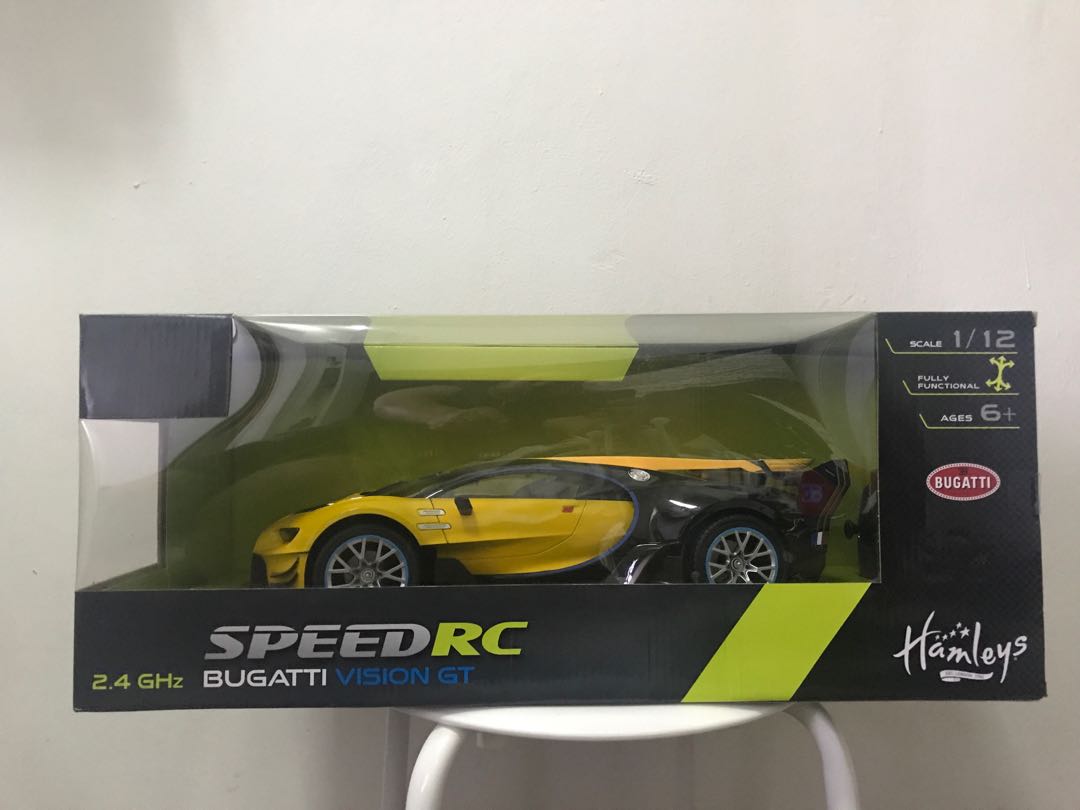 SCALE 1/12
FULLY
FUNCTIONAL
AGES 6+
BUGATTI
SPEEDRC
2.4 GHz BUGATTI VISION GT
Hamleys